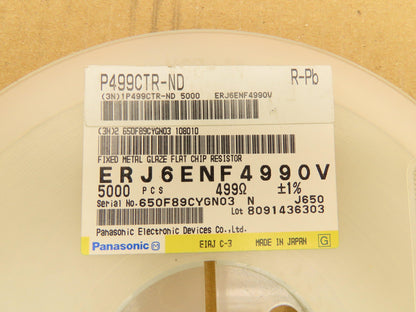 P499CTR-ND R-Pb
(3N)1P499CTR-ND 5000 ERJ6ENF4990V
(3N)2 650F89CYGN03 108010
FIXED METAL GLAZE FLAT CHIP RESISTOR
ERJ6ENF4990V
5000 PCS 499Ω ±1%
Serial No.650F89CYGN03 N J650
Lot 8091436303
Panasonic Electronic Devices Co.,Ltd.
Panasonic EIAJ C-3 MADE IN JAPAN G